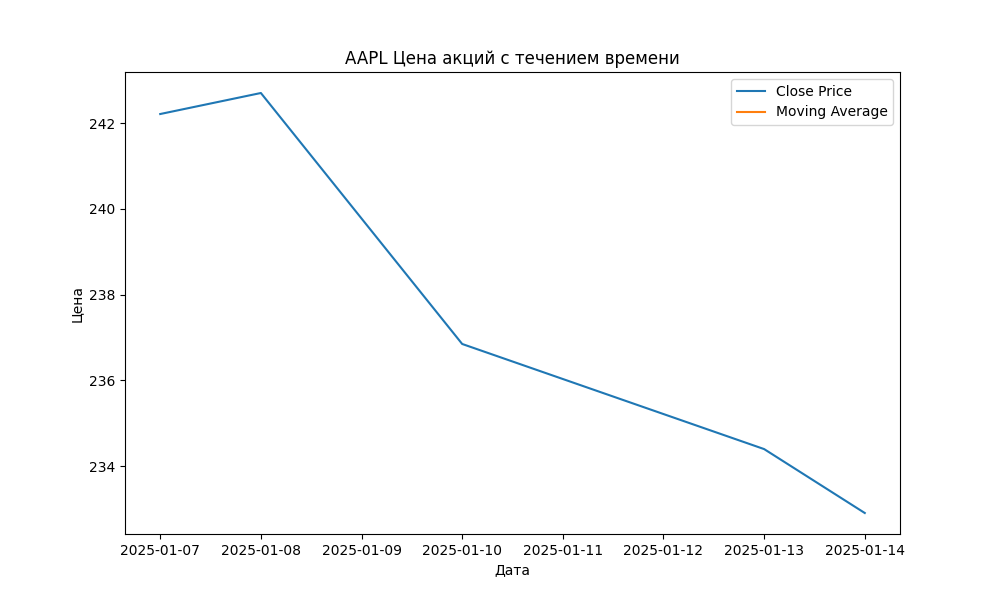 AAPL Цена акций с течением времени
Close Price
Moving Average
242
240
238
236
234
Цена
2025-01-07 2025-01-08 2025-01-09 2025-01-10 2025-01-11 2025-01-12 2025-01-13 2025-01-14
Дата